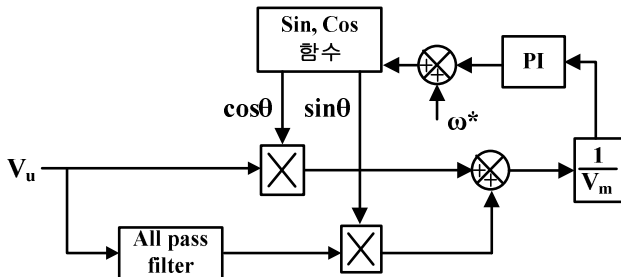 Sin, Cos
함수
PI
cosθ
sinθ
ω*
V_u
1
V_m
All pass
filter
+
+
+
+